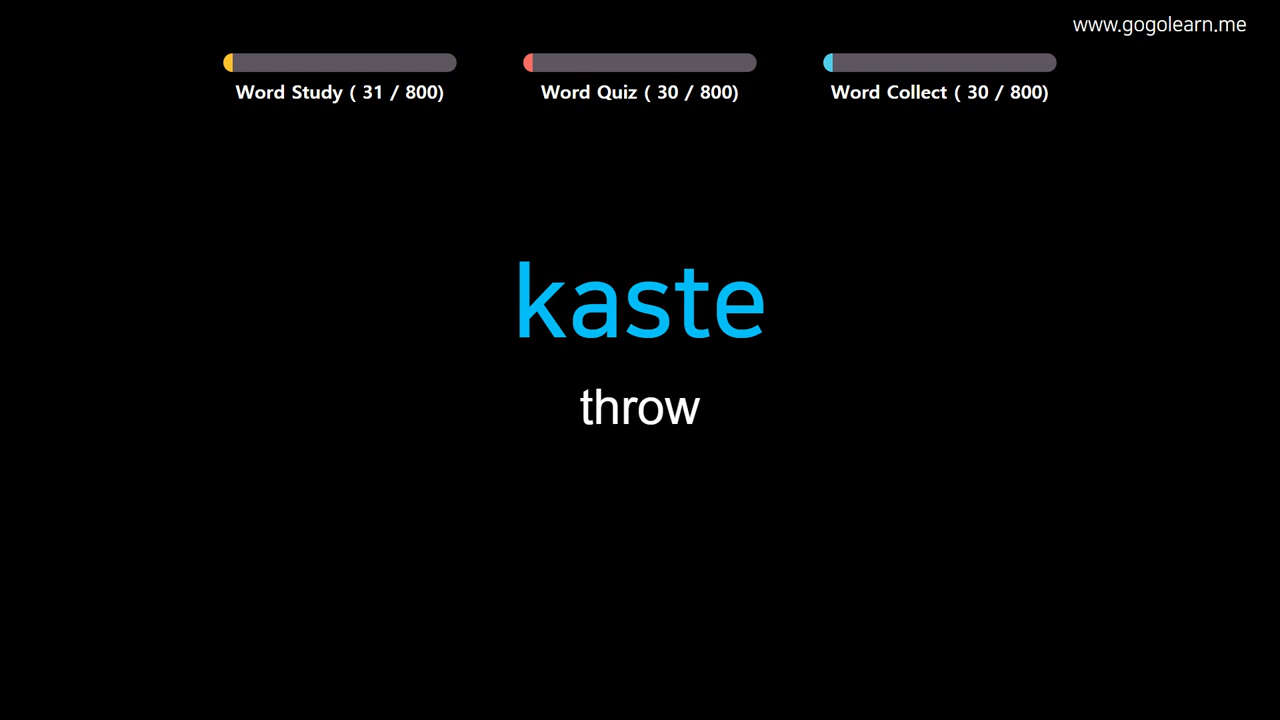 www.gogolearn.me
Word Study ( 31 / 800)
Word Quiz ( 30 / 800)
Word Collect ( 30 / 800)
kaste
throw